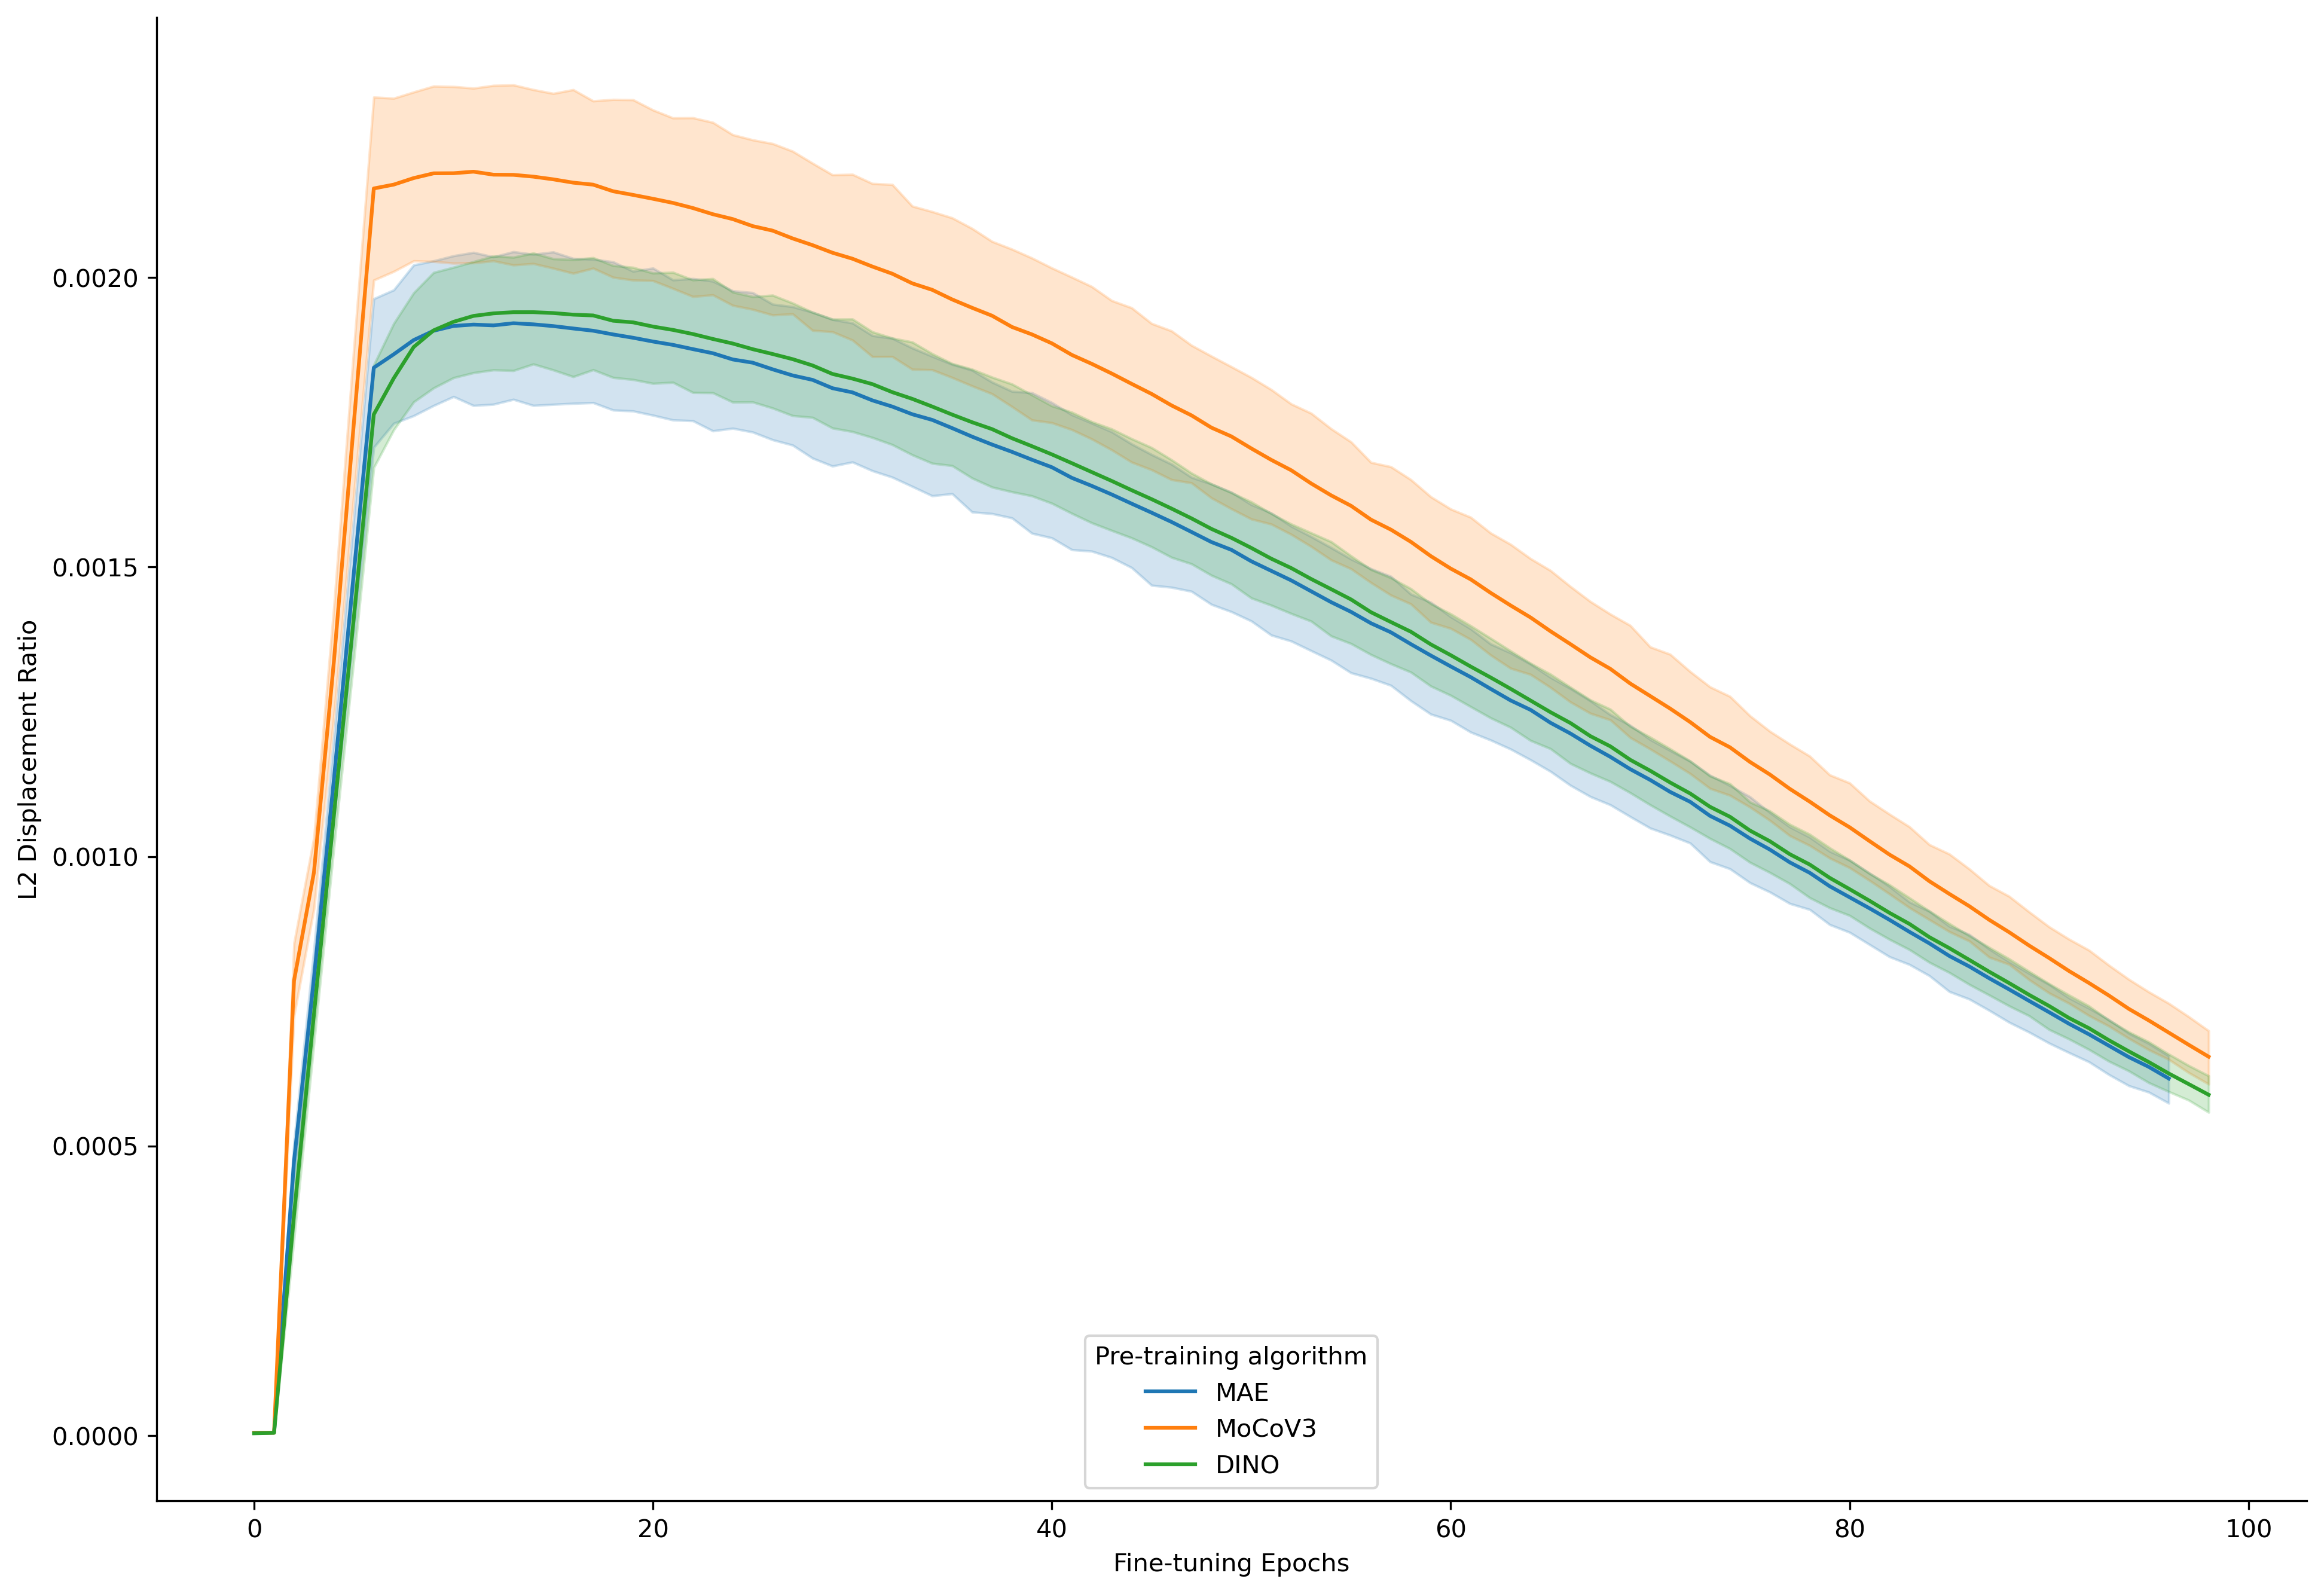 L2 Displacement Ratio
0.0020
0.0015
0.0010
0.0005
0.0000
Pre-training algorithm
MAE
MoCoV3
DINO
0 20 40 60 80 100
Fine-tuning Epochs